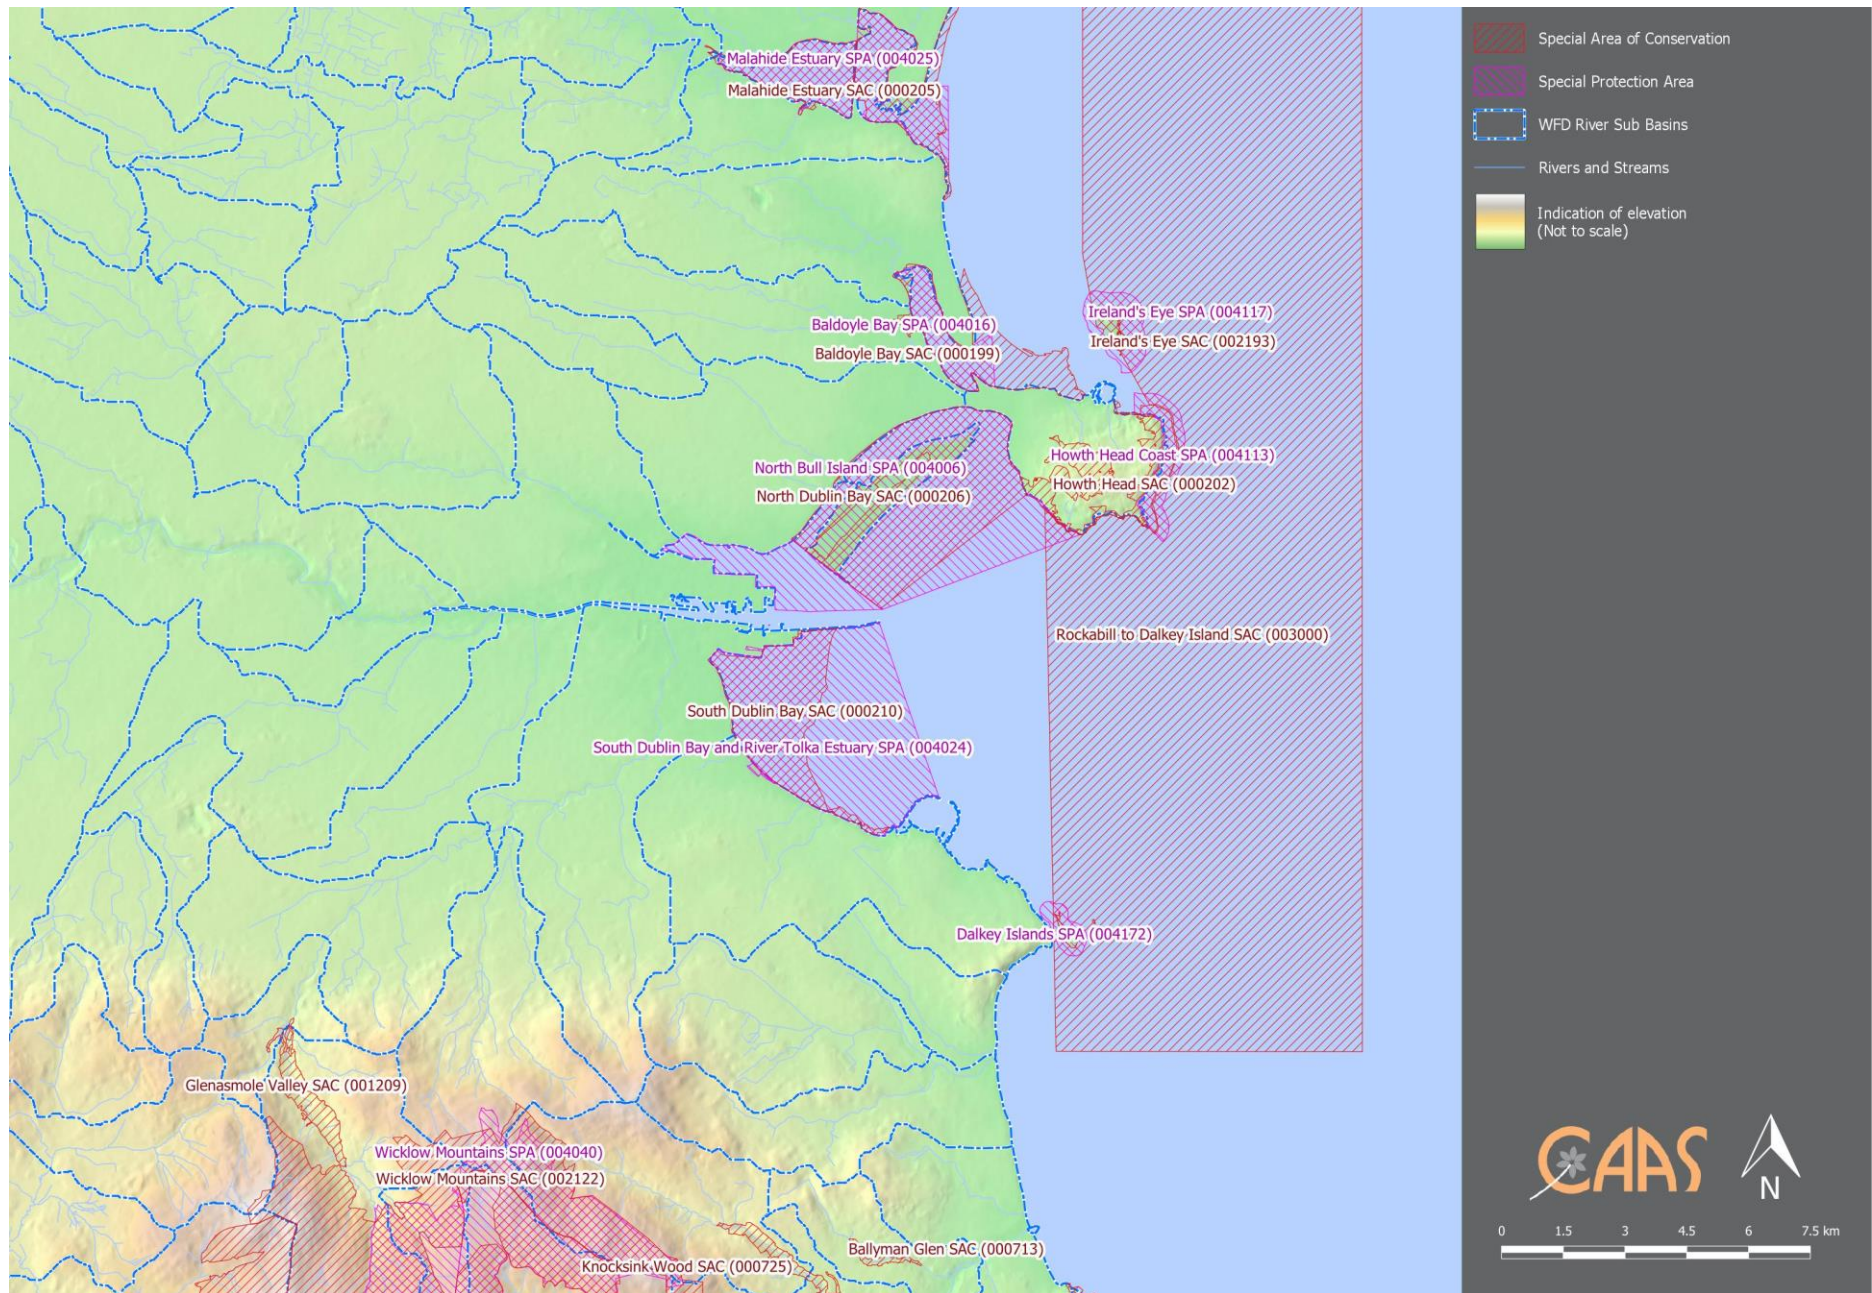 Malahide Estuary SPA (004025)
Malahide Estuary SAC (000205)
Ireland's Eye SPA (004117)
Baldoyle Bay SPA (004016)
Ireland's Eye SAC (002193)
Baldoyle Bay SAC (000199)
Howth Head Coast SPA (004113)
North Bull Island SPA (004006)
Howth Head SAC (000202)
North Dublin Bay SAC (000206)
Rockabill to Dalkey Island SAC (003000)
South Dublin Bay SAC (000210)
South Dublin Bay and River Tolka Estuary SPA (004024)
Dalkey Islands SPA (004172)
Glenasmole Valley SAC (001209)
Wicklow Mountains SPA (004040)
Wicklow Mountains SAC (002122)
Ballyman Glen SAC (000713)
Knocksink Wood SAC (000725)
Special Area of Conservation
Special Protection Area
WFD River Sub Basins
Rivers and Streams
Indication of elevation
(Not to scale)
CAAS
N
0 1.5 3 4.5 6 7.5 km